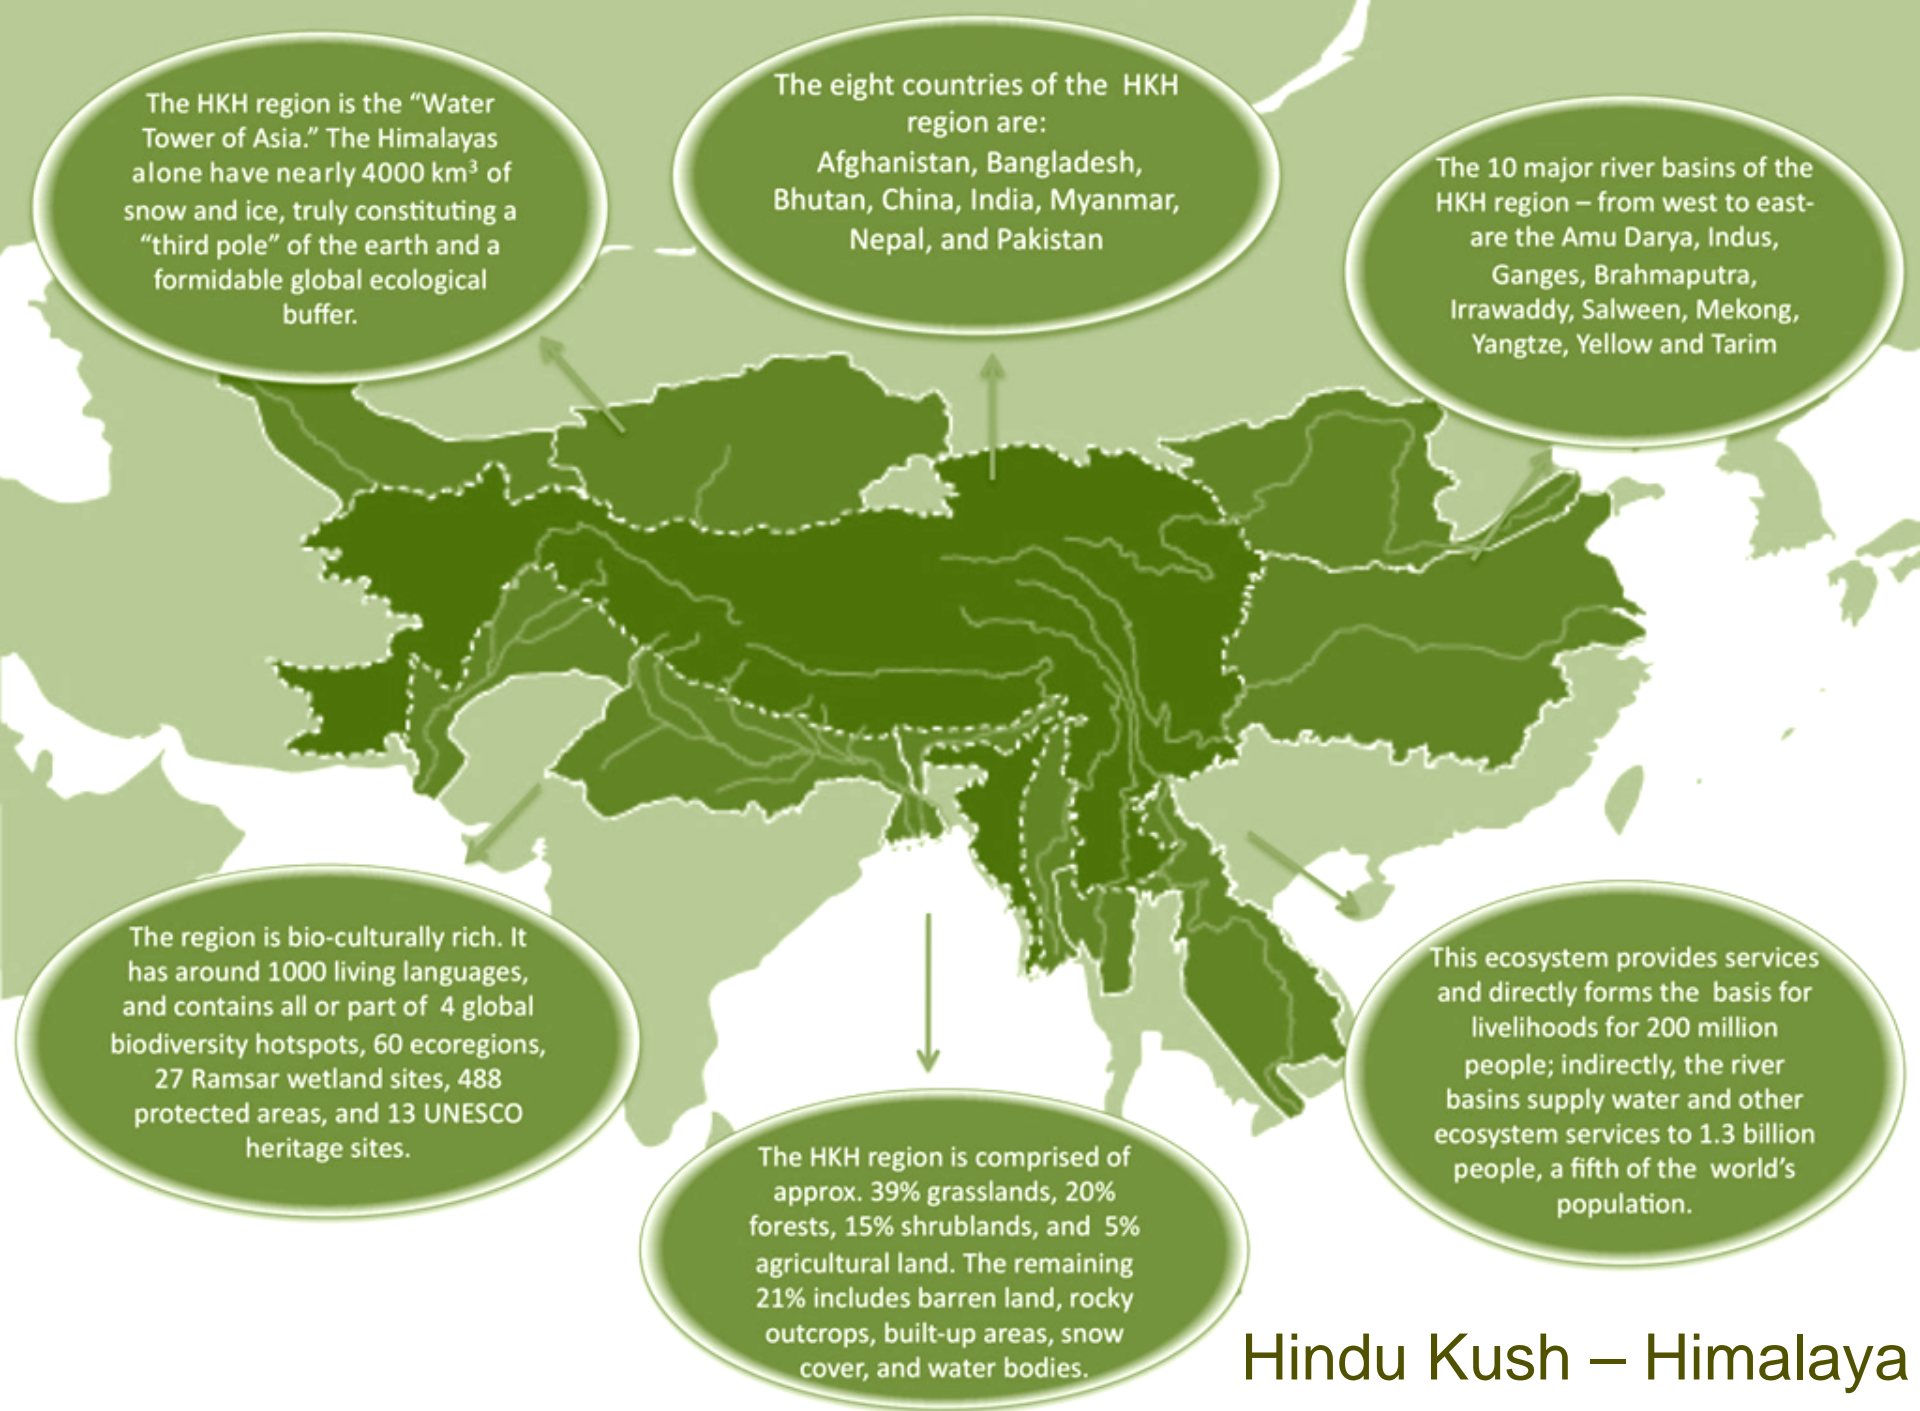 The HKH region is the “Water
Tower of Asia.” The Himalayas
alone have nearly 4000 km³ of
snow and ice, truly constituting a
“third pole” of the earth and a
formidable global ecological
buffer.
The eight countries of the HKH
region are:
Afghanistan, Bangladesh,
Bhutan, China, India, Myanmar,
Nepal, and Pakistan
The 10 major river basins of the
HKH region – from west to east-
are the Amu Darya, Indus,
Ganges, Brahmaputra,
Irrawaddy, Salween, Mekong,
Yangtze, Yellow and Tarim
The region is bio-culturally rich. It
has around 1000 living languages,
and contains all or part of 4 global
biodiversity hotspots, 60 ecoregions,
27 Ramsar wetland sites, 488
protected areas, and 13 UNESCO
heritage sites.
The HKH region is comprised of
approx. 39% grasslands, 20%
forests, 15% shrublands, and 5%
agricultural land. The remaining
21% includes barren land, rocky
outcrops, built-up areas, snow
cover, and water bodies.
This ecosystem provides services
and directly forms the basis for
livelihoods for 200 million
people; indirectly, the river
basins supply water and other
ecosystem services to 1.3 billion
people, a fifth of the world’s
population.
Hindu Kush – Himalaya